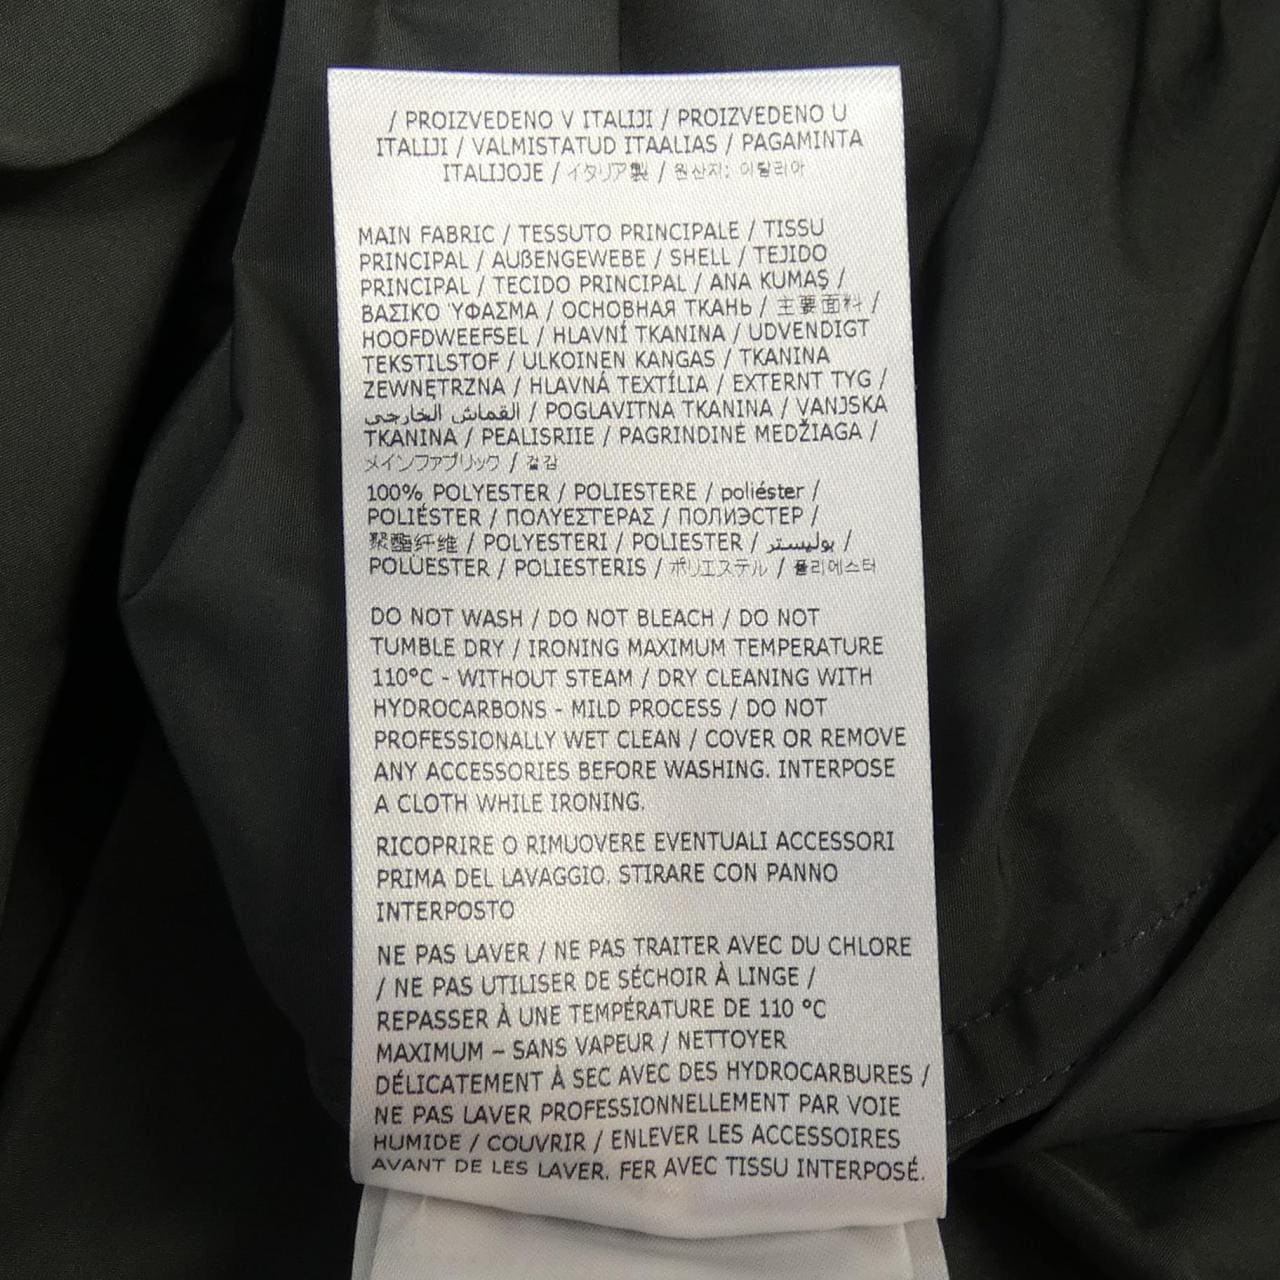 / PROIZVEDENO V ITALIJI / PROIZVEDENO U
ITALIJI / VALMISTATUD ITAALIAS / PAGAMINTA
ITALIJOJE / イタリア製 / 원산지: 이탈리아
MAIN FABRIC / TESSUTO PRINCIPALE / TISSU
PRINCIPAL / AUßENGEWEBE / SHELL / TEJIDO
PRINCIPAL / TECIDO PRINCIPAL / ANA KUMAŞ /
ΒΑΣΙΚΌ ΎΦΑΣΜΑ / ОСНОВНАЯ ТКАНЬ / 主要面料 /
HOOFDWEEFSEL / HLAVNÍ TKANINA / UDVENDIGT
TEKSTILSTOF / ULKOINEN KANGAS / TKANINA
ZEWNĘTRZNA / HLAVNÁ TEXTÍLIA / EXTERNT TYG /
القماش الخارجي / POGLAVITNA TKANINA / VANJSKA
TKANINA / PEALISRIIE / PAGRINDINĖ MEDŽIAGA /
メインファブリック / 겉감
100% POLYESTER / POLIESTERE / poliéster /
POLIÉSTER / ΠΟΛΥΕΣΤΕΡΑΣ / ПОЛИЭСТЕР /
聚酯纤维 / POLYESTERI / POLIESTER / بوليستر /
POLÜESTER / POLIESTERIS / ポリエステル / 폴리에스터
DO NOT WASH / DO NOT BLEACH / DO NOT
TUMBLE DRY / IRONING MAXIMUM TEMPERATURE
110°C - WITHOUT STEAM / DRY CLEANING WITH
HYDROCARBONS - MILD PROCESS / DO NOT
PROFESSIONALLY WET CLEAN / COVER OR REMOVE
ANY ACCESSORIES BEFORE WASHING. INTERPOSE
A CLOTH WHILE IRONING.
RICOPRIRE O RIMUOVERE EVENTUALI ACCESSORI
PRIMA DEL LAVAGGIO. STIRARE CON PANNO
INTERPOSTO
NE PAS LAVER / NE PAS TRAITER AVEC DU CHLORE
/ NE PAS UTILISER DE SÉCHOIR À LINGE /
REPASSER À UNE TEMPÉRATURE DE 110 °C
MAXIMUM – SANS VAPEUR / NETTOYER
DÉLICATEMENT À SEC AVEC DES HYDROCARBURES /
NE PAS LAVER PROFESSIONNELLEMENT PAR VOIE
HUMIDE / COUVRIR / ENLEVER LES ACCESSOIRES
AVANT DE LES LAVER. FER AVEC TISSU INTERPOSÉ.